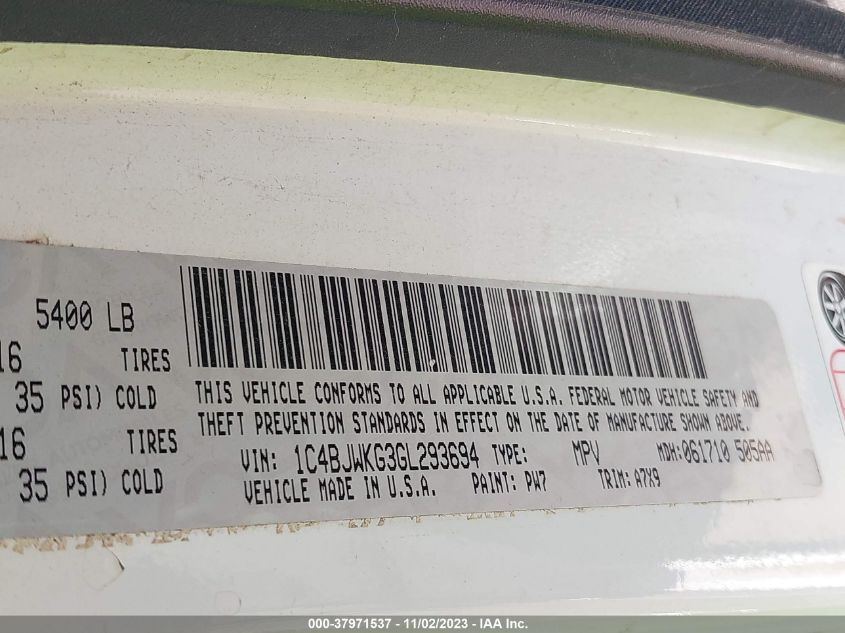 5400 LB
16 TIRES
35 PSI) COLD
16 TIRES
35 PSI) COLD
THIS VEHICLE CONFORMS TO ALL APPLICABLE U.S.A. FEDERAL MOTOR VEHICLE SAFETY AND
THEFT PREVENTION STANDARDS IN EFFECT ON THE DATE OF MANUFACTURE SHOWN ABOVE.
VIN: 1C4BJWKG3GL293694 TYPE: MPV MDH: 061710 505AA
VEHICLE MADE IN U.S.A. PAINT: PW7 TRIM: A7X9
000-37971537 - 11/02/2023 - IAA Inc.